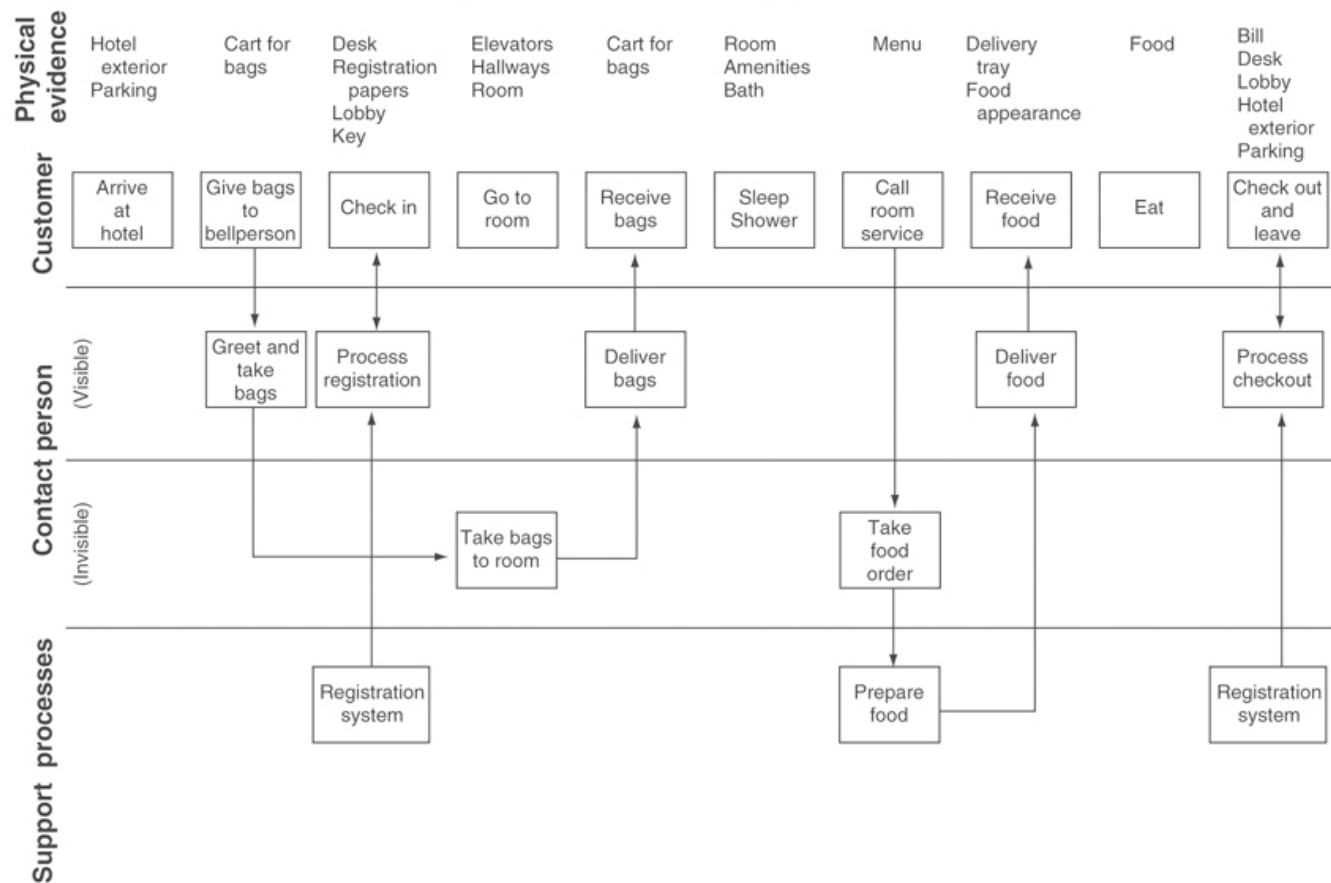 Physical
evidence
Hotel
exterior
Parking
Cart for
bags
Desk
Registration
papers
Lobby
Key
Elevators
Hallways
Room
Cart for
bags
Room
Amenities
Bath
Menu
Delivery
tray
Food
appearance
Food
Bill
Desk
Lobby
Hotel
exterior
Parking
Customer
Arrive
at
hotel
Give bags
to
bellperson
Check in
Go to
room
Receive
bags
Sleep
Shower
Call
room
service
Receive
food
Eat
Check out
and
leave
Contact person
(Visible)
Greet and
take
bags
Process
registration
Deliver
bags
Deliver
food
Process
checkout
(Invisible)
Take bags
to room
Take
food
order
Support processes
Registration
system
Prepare
food
Registration
system